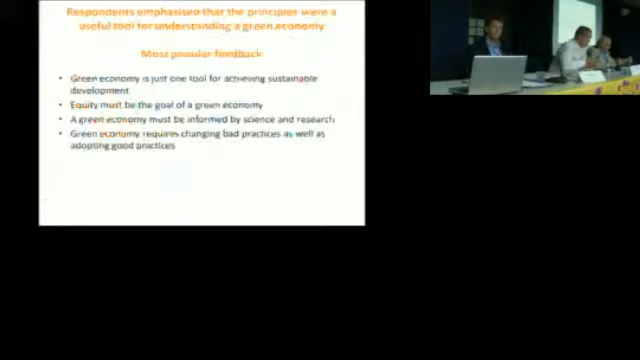 Respondents emphasised that the principles were a
useful tool for understanding a green economy
Most popular feedback
• Green economy is just one tool for achieving sustainable
development
• Equity must be the goal of a green economy
• A green economy must be informed by science and research
• Green economy requires changing bad practices as well as
adopting good practices